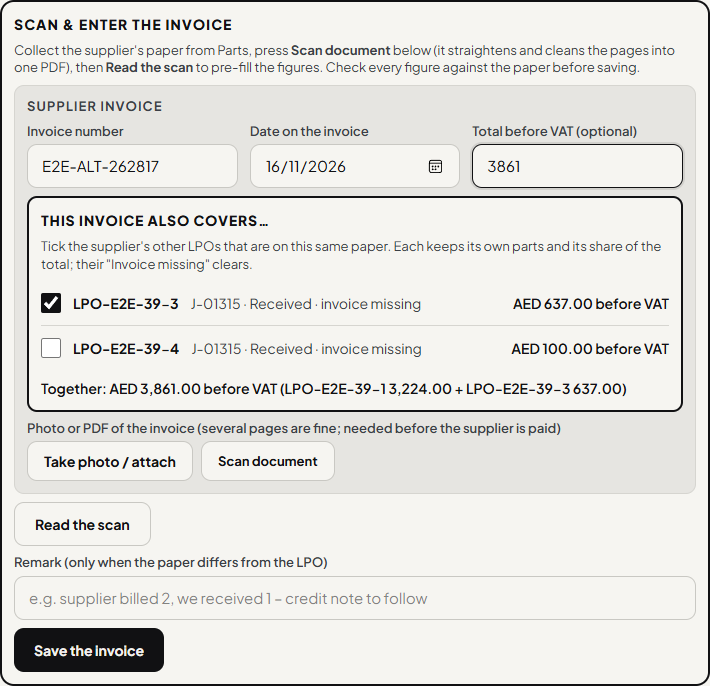 SCAN & ENTER THE INVOICE
Collect the supplier's paper from Parts, press Scan document below (it straightens and cleans the pages into
one PDF), then Read the scan to pre-fill the figures. Check every figure against the paper before saving.
SUPPLIER INVOICE
Invoice number
Date on the invoice
Total before VAT (optional)
E2E-ALT-262817
16/11/2026
3861
THIS INVOICE ALSO COVERS…
Tick the supplier's other LPOs that are on this same paper. Each keeps its own parts and its share of the
total; their "Invoice missing" clears.
LPO-E2E-39-3 J-01315 · Received · invoice missing AED 637.00 before VAT
LPO-E2E-39-4 J-01315 · Received · invoice missing AED 100.00 before VAT
Together: AED 3,861.00 before VAT (LPO-E2E-39-1 3,224.00 + LPO-E2E-39-3 637.00)
Photo or PDF of the invoice (several pages are fine; needed before the supplier is paid)
Take photo / attach
Scan document
Read the scan
Remark (only when the paper differs from the LPO)
e.g. supplier billed 2, we received 1 – credit note to follow
Save the invoice